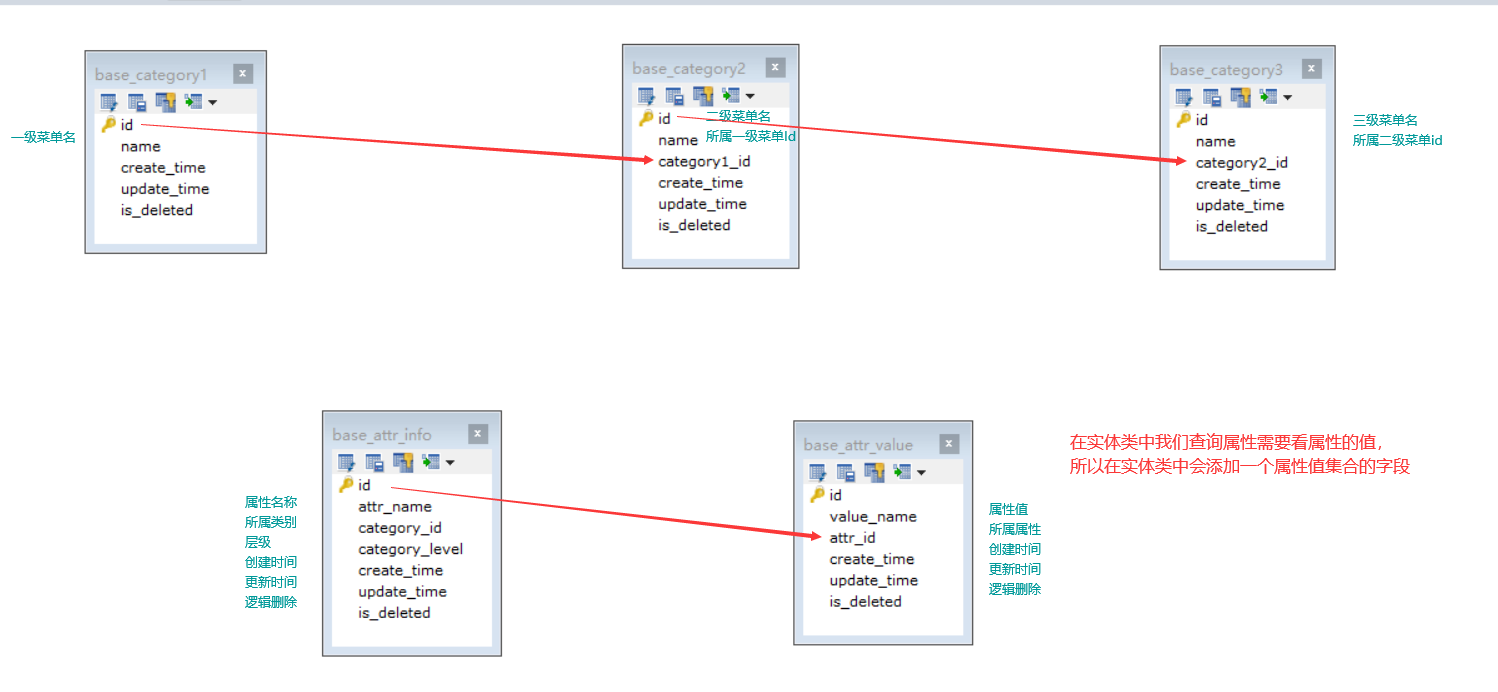 base_category1
id
name
create_time
update_time
is_deleted
一级菜单名
base_category2
id
name
category1_id
create_time
update_time
is_deleted
二级菜单名
所属一级菜单Id
base_category3
id
name
category2_id
create_time
update_time
is_deleted
三级菜单名
所属二级菜单id
base_attr_info
id
attr_name
category_id
category_level
create_time
update_time
is_deleted
属性名称
所属类别
层级
创建时间
更新时间
逻辑删除
base_attr_value
id
value_name
attr_id
create_time
update_time
is_deleted
属性值
所属属性
创建时间
更新时间
逻辑删除
在实体类中我们查询属性需要看属性的值，
所以在实体类中会添加一个属性值集合的字段